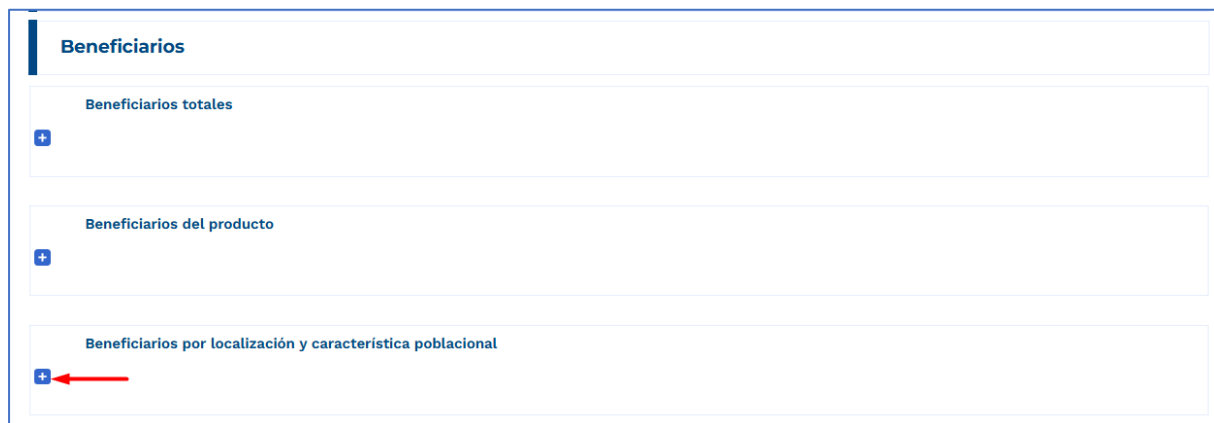 Beneficiarios
Beneficiarios totales
Beneficiarios del producto
Beneficiarios por localización y característica poblacional